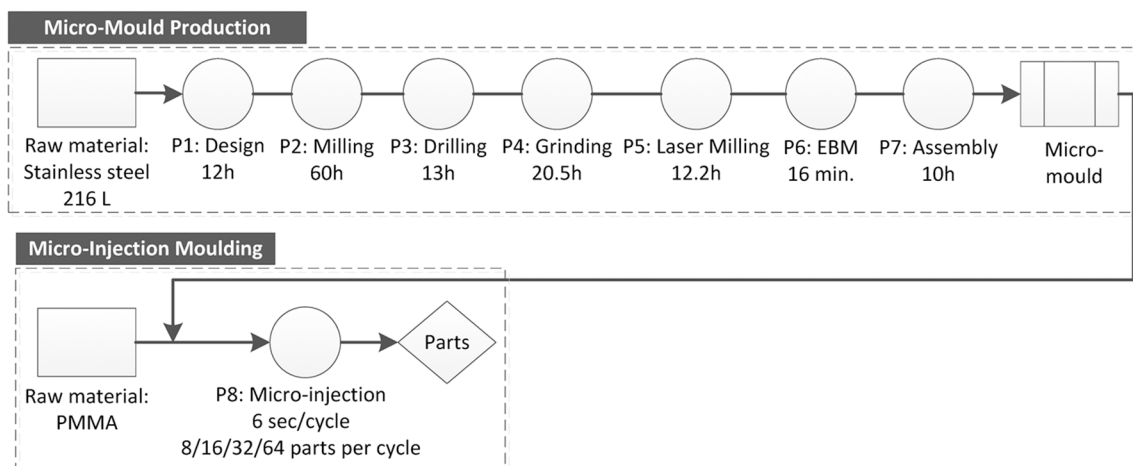 Micro-Mould Production
Raw material:
Stainless steel
216 L
P1: Design
12h
P2: Milling
60h
P3: Drilling
13h
P4: Grinding
20.5h
P5: Laser Milling
12.2h
P6: EBM
16 min.
P7: Assembly
10h
Micro-
mould
Micro-Injection Moulding
Raw material:
PMMA
P8: Micro-injection
6 sec/cycle
8/16/32/64 parts per cycle
Parts